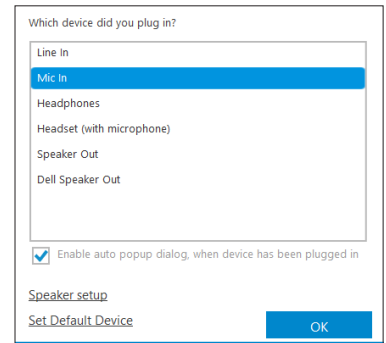 Which device did you plug in?
Line In
Mic In
Headphones
Headset (with microphone)
Speaker Out
Dell Speaker Out
Enable auto popup dialog, when device has been plugged in
Speaker setup
Set Default Device
OK